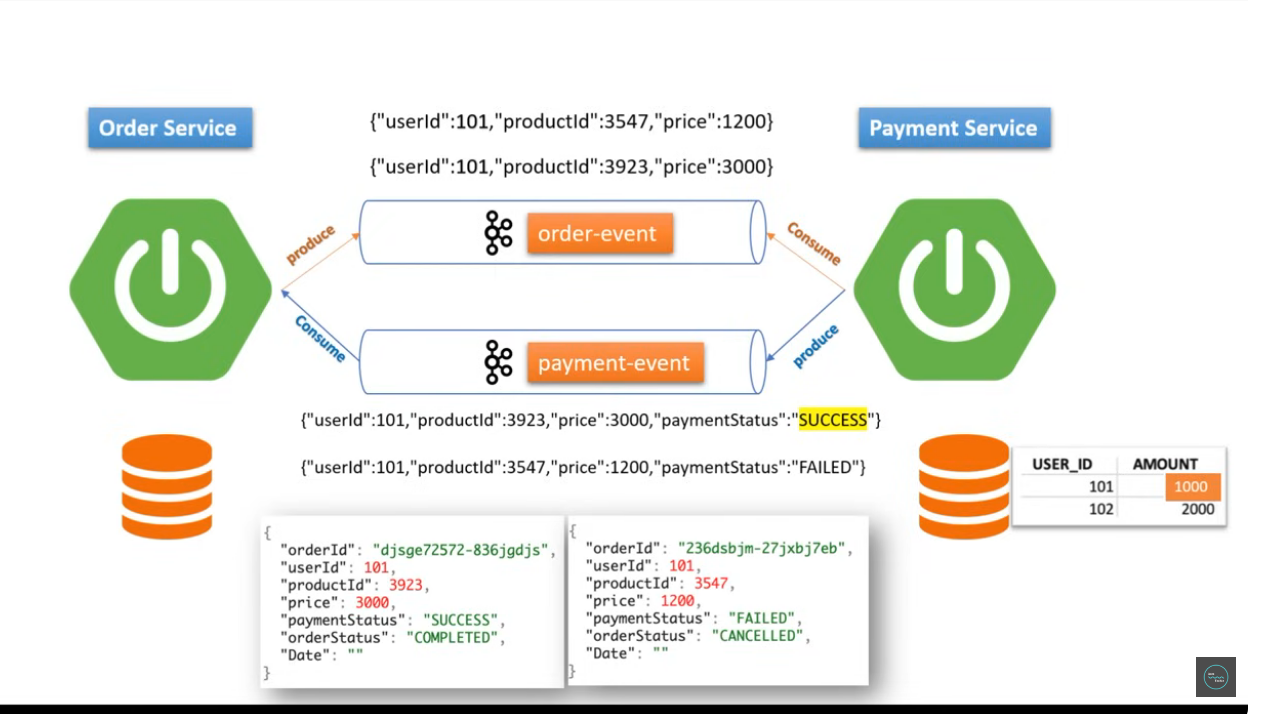 Order Service
{"userId":101,"productId":3547,"price":1200}
Payment Service
{"userId":101,"productId":3923,"price":3000}
produce
order-event
Consume
Consume
payment-event
produce
{"userId":101,"productId":3923,"price":3000,"paymentStatus":"SUCCESS"}
{"userId":101,"productId":3547,"price":1200,"paymentStatus":"FAILED"}
USER_ID AMOUNT
101 1000
102 2000
{
"orderId": "djsge72572-836jgdjs",
"userId": 101,
"productId": 3923,
"price": 3000,
"paymentStatus": "SUCCESS",
"orderStatus": "COMPLETED",
"Date": ""
}
{
"orderId": "236dsbjm-27jxbj7eb",
"userId": 101,
"productId": 3547,
"price": 1200,
"paymentStatus": "FAILED",
"orderStatus": "CANCELLED",
"Date": ""
}